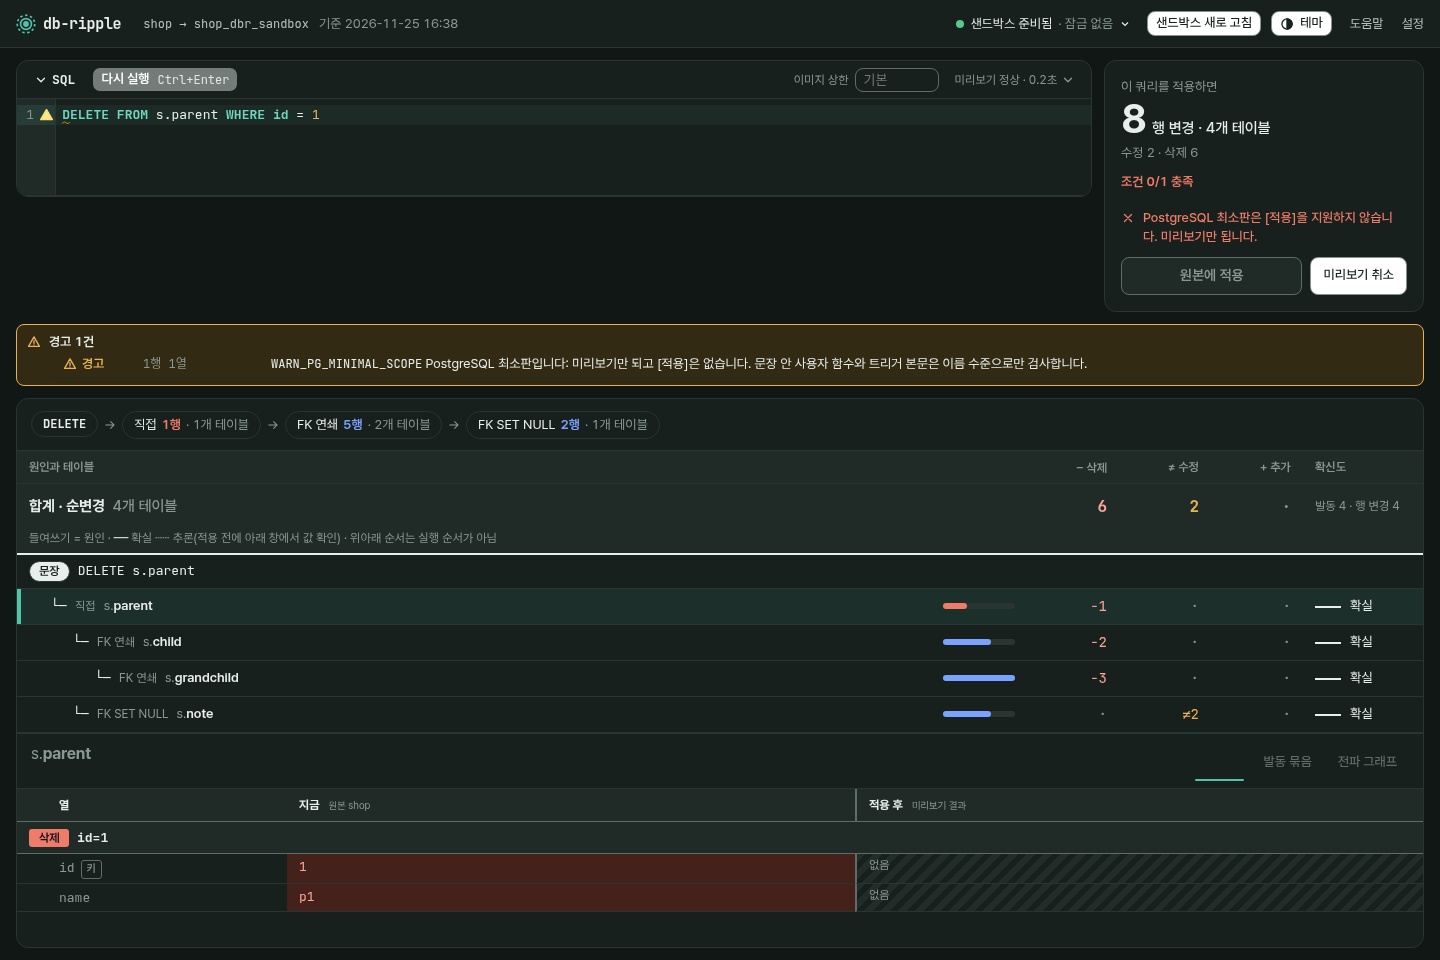 db-ripple shop → shop_dbr_sandbox 기준 2026-11-25 16:38 샌드박스 준비됨 · 잠금 없음 샌드박스 새로 고침 테마 도움말 설정
SQL 다시 실행 Ctrl+Enter 이미지 상한 기본 미리보기 정상 · 0.2초
1 DELETE FROM s.parent WHERE id = 1
이 쿼리를 적용하면
8 행 변경 · 4개 테이블
수정 2 · 삭제 6
조건 0/1 충족
PostgreSQL 최소판은 [적용]을 지원하지 않습니
다. 미리보기만 됩니다.
원본에 적용 미리보기 취소
경고 1건
경고 1행 1열 WARN_PG_MINIMAL_SCOPE PostgreSQL 최소판입니다: 미리보기만 되고 [적용]은 없습니다. 문장 안 사용자 함수와 트리거 본문은 이름 수준으로만 검사합니다.
DELETE → 직접 1행 · 1개 테이블 → FK 연쇄 5행 · 2개 테이블 → FK SET NULL 2행 · 1개 테이블
원인과 테이블 − 삭제 ≠ 수정 + 추가 확신도
합계 · 순변경 4개 테이블 6 2 · 발동 4 · 행 변경 4
들여쓰기 = 원인 · 확실 추론(적용 전에 아래 창에서 값 확인) · 위아래 순서는 실행 순서가 아님
문장 DELETE s.parent
└─ 직접 s.parent -1 · · 확실
└─ FK 연쇄 s.child -2 · · 확실
└─ FK 연쇄 s.grandchild -3 · · 확실
└─ FK SET NULL s.note · ≠2 · 확실
s.parent
발동 묶음 전파 그래프
열 지금 원본 shop 적용 후 미리보기 결과
삭제 id=1
id 키 1 없음
name p1 없음